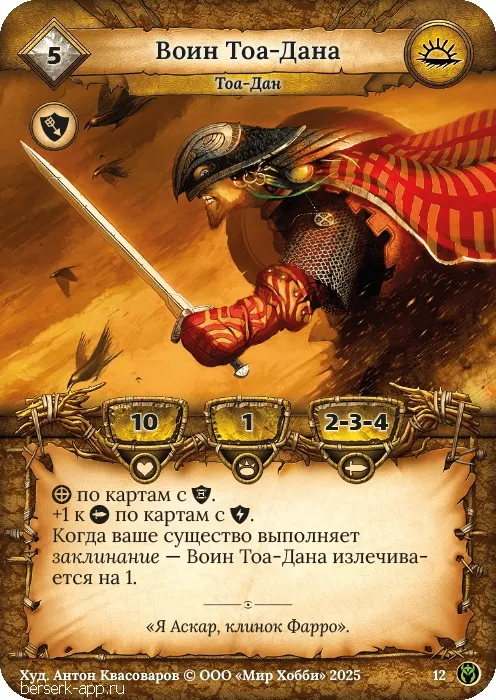 5
Воин Тоа-Дана
Тоа-Дан
10
1
2-3-4
по картам с .
+1 к по картам с .
Когда ваше существо выполняет
заклинание — Воин Тоа-Дана излечива-
ется на 1.
«Я Аскар, клинок Фарро».
Худ. Антон Квасоваров © ООО «Мир Хобби» 2025
12
berserk-app.ru